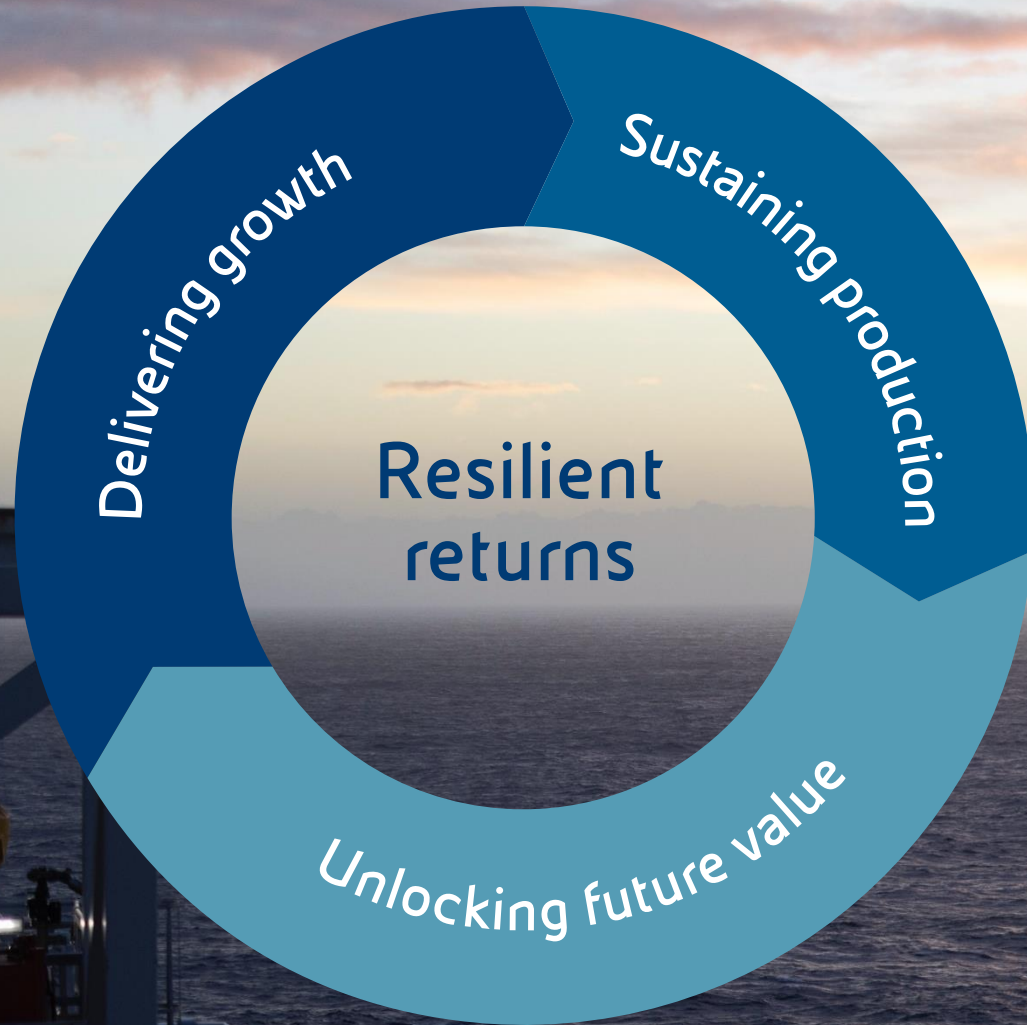 Delivering growth
Sustaining production
Resilient
returns
Unlocking future value